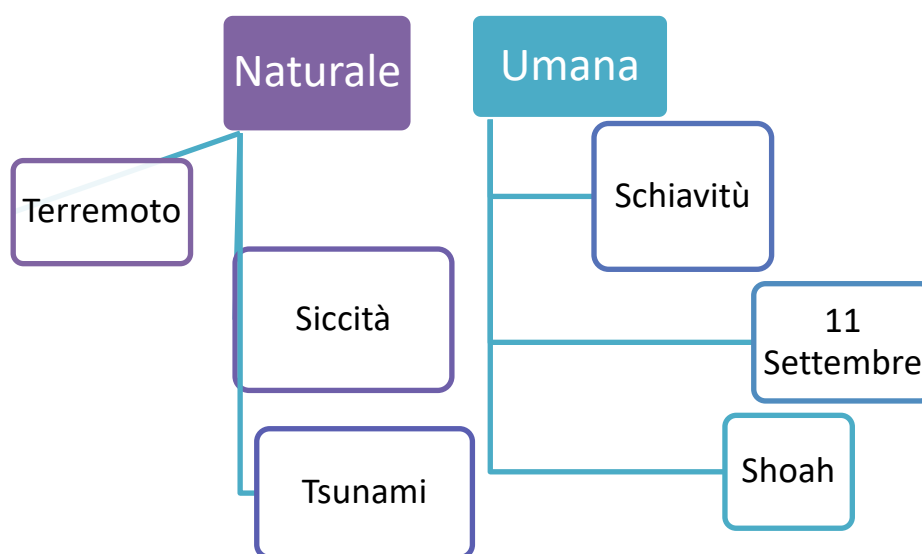 Naturale
Umana
Terremoto
Schiavitù
Siccità
11
Settembre
Shoah
Tsunami